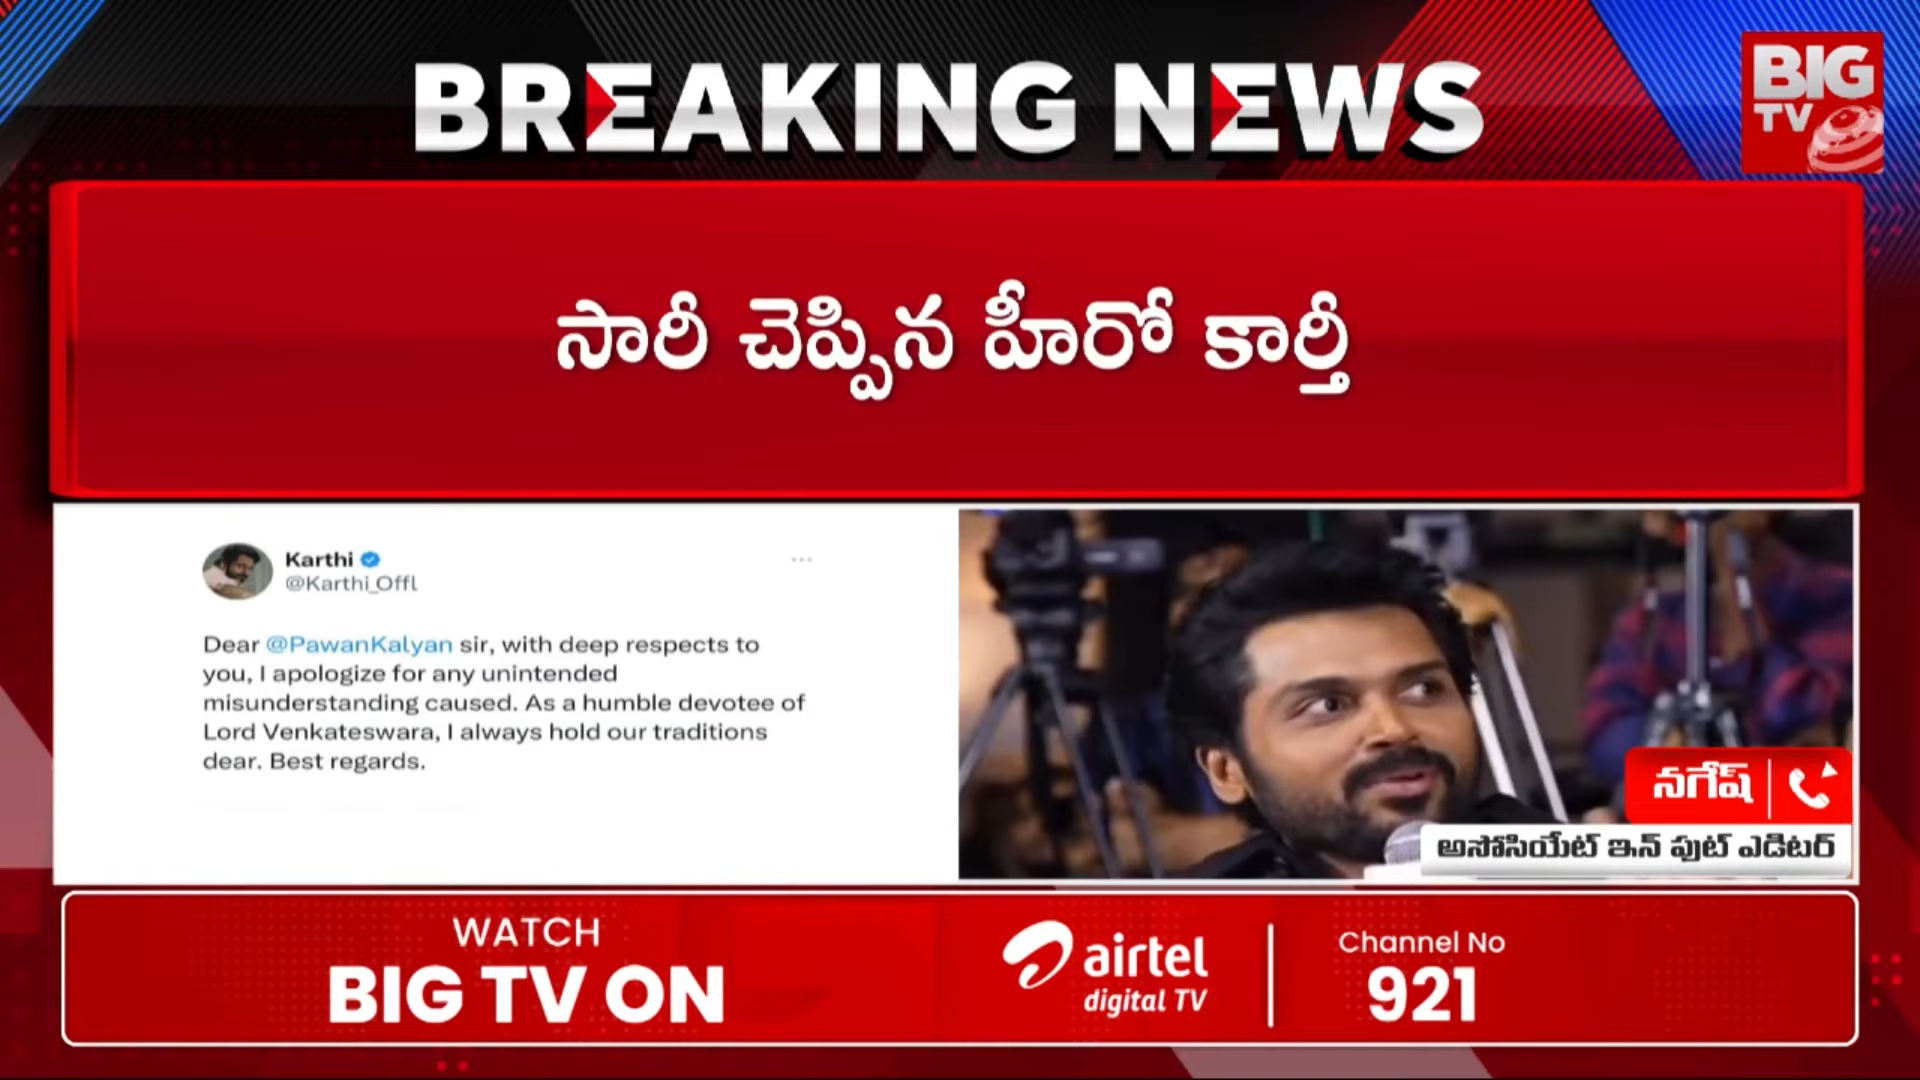 BREAKING NEWS
BIG
TV
సారీ చెప్పిన హీరో కార్తీ
Karthi
@Karthi_Offl
Dear @PawanKalyan sir, with deep respects to
you, I apologize for any unintended
misunderstanding caused. As a humble devotee of
Lord Venkateswara, I always hold our traditions
dear. Best regards.
నగేష్
అసోసియేట్ ఇన్ పుట్ ఎడిటర్
WATCH
BIG TV ON
airtel
digital TV
Channel No
921